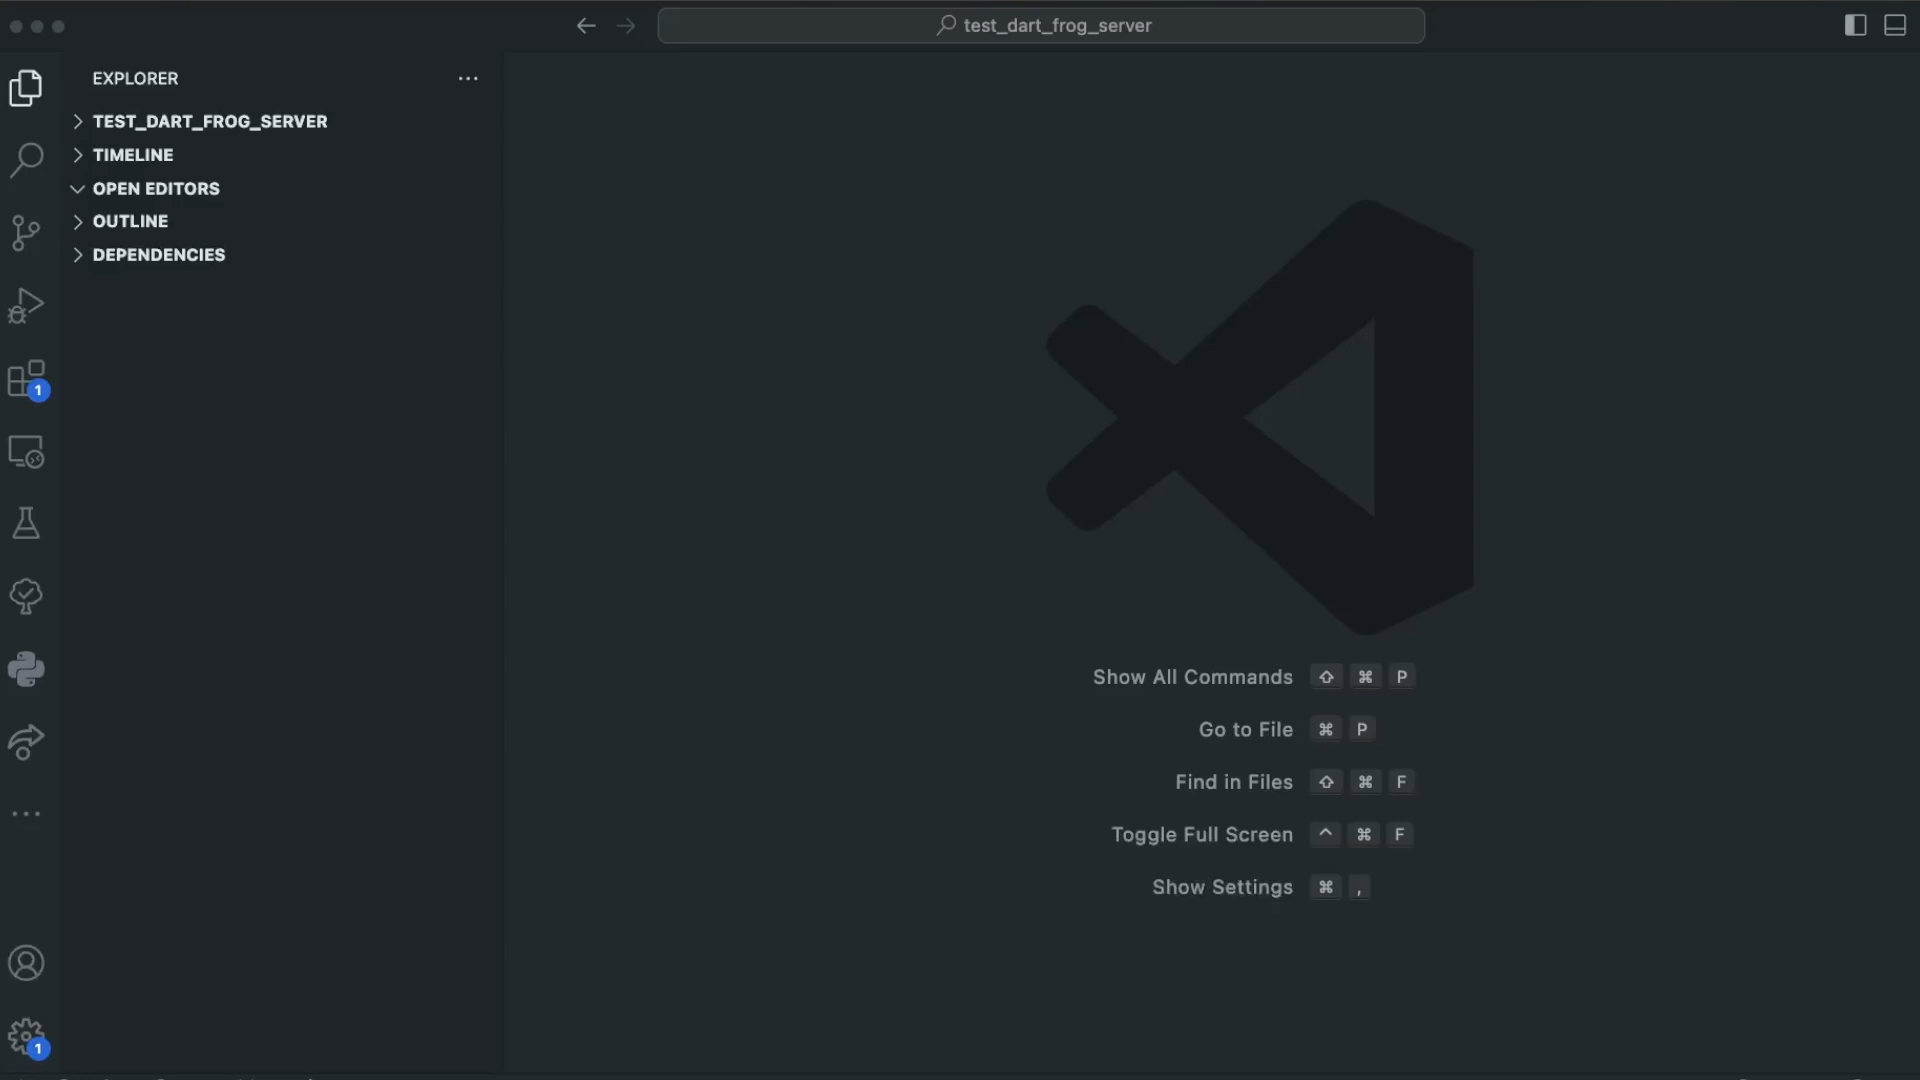 test_dart_frog_server
EXPLORER
TEST_DART_FROG_SERVER
TIMELINE
OPEN EDITORS
OUTLINE
DEPENDENCIES
1
Show All Commands ⇧ ⌘ P
Go to File ⌘ P
Find in Files ⇧ ⌘ F
Toggle Full Screen ^ ⌘ F
Show Settings ⌘ ,
1